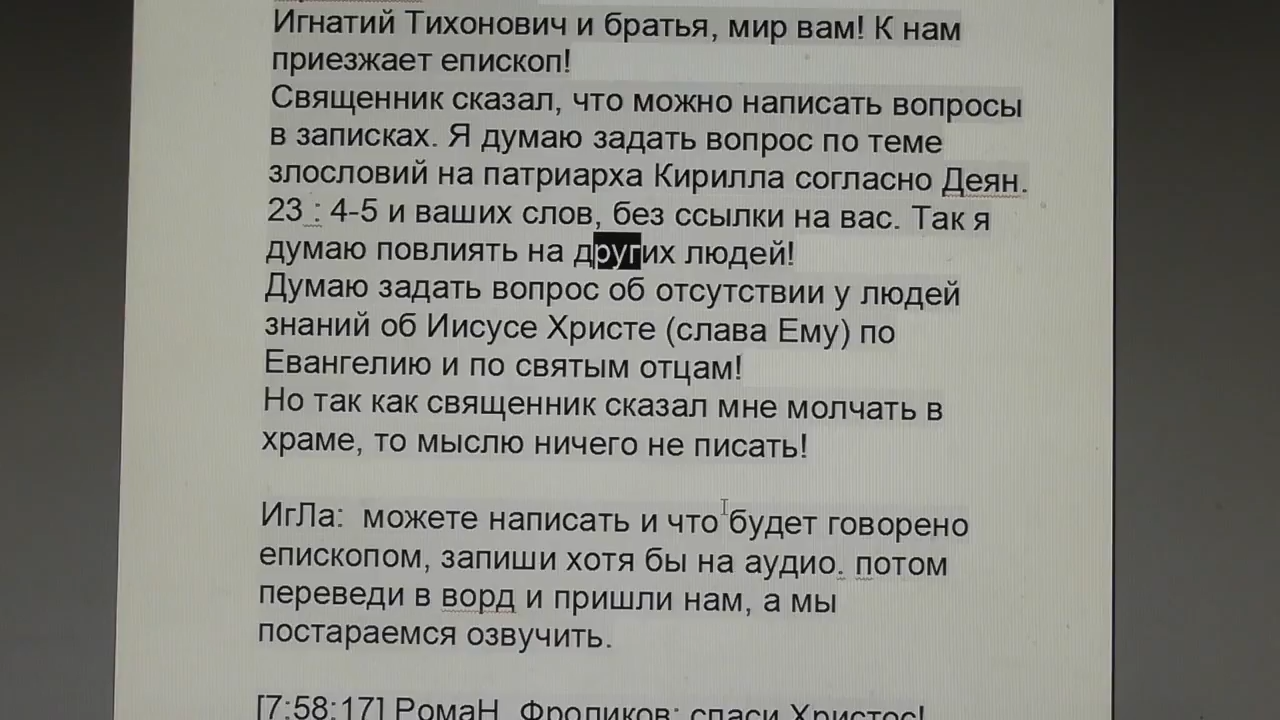 Игнатий Тихонович и братья, мир вам! К нам
приезжает епископ!
Священник сказал, что можно написать вопросы
в записках. Я думаю задать вопрос по теме
злословий на патриарха Кирилла согласно Деян.
23 : 4-5 и ваших слов, без ссылки на вас. Так я
думаю повлиять на других людей!
Думаю задать вопрос об отсутствии у людей
знаний об Иисусе Христе (слава Ему) по
Евангелию и по святым отцам!
Но так как священник сказал мне молчать в
храме, то мыслю ничего не писать!
ИгЛа: можете написать и что будет говорено
епископом, запиши хотя бы на аудио. потом
переведи в ворд и пришли нам, а мы
постараемся озвучить.
[7:58:17] РомаН Фроликов: спаси Христос!